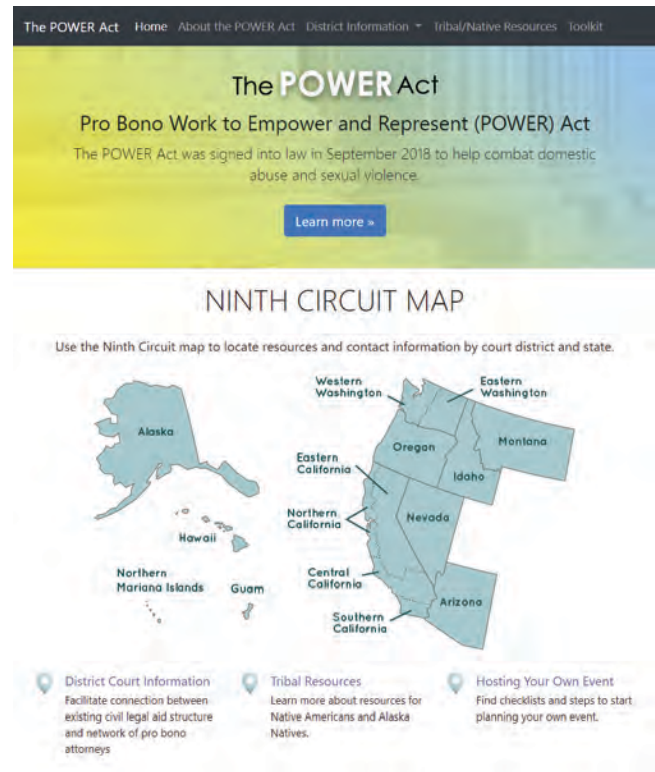 The POWER Act Home About the POWER Act District Information Tribal/Native Resources Toolkit
The POWER Act
Pro Bono Work to Empower and Represent (POWER) Act
The POWER Act was signed into law in September 2018 to help combat domestic
abuse and sexual violence.
Learn more »
NINTH CIRCUIT MAP
Use the Ninth Circuit map to locate resources and contact information by court district and state.
Western
Washington
Eastern
Washington
Alaska
Oregon
Montana
Idaho
Eastern
California
Northern
California
Nevada
Hawaii
Northern
Mariana Islands
Guam
Central
California
Arizona
Southern
California
District Court Information
Facilitate connection between
existing civil legal aid structure
and network of pro bono
attorneys
Tribal Resources
Learn more about resources for
Native Americans and Alaska
Natives.
Hosting Your Own Event
Find checklists and steps to start
planning your own event.